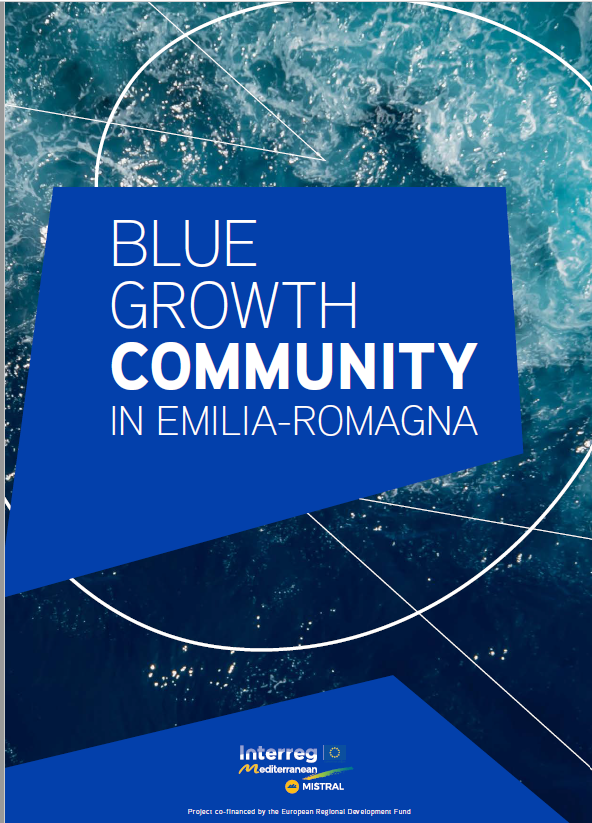 BLUE
GROWTH
COMMUNITY
IN EMILIA-ROMAGNA
Interreg
Mediterranean
MISTRAL
Project co-financed by the European Regional Development Fund